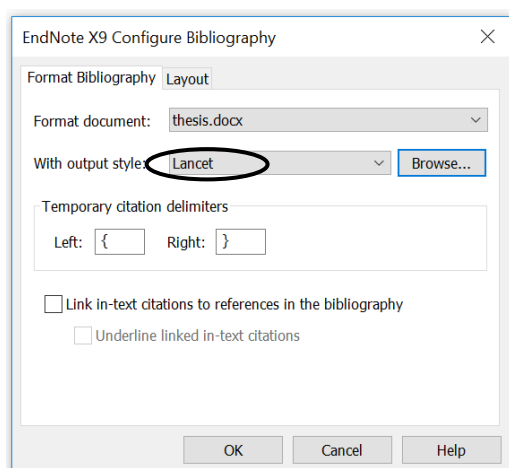 EndNote X9 Configure Bibliography
Format Bibliography Layout
Format document: thesis.docx
With output style: Lancet Browse...
Temporary citation delimiters
Left: { Right: }
Link in-text citations to references in the bibliography
Underline linked in-text citations
OK Cancel Help